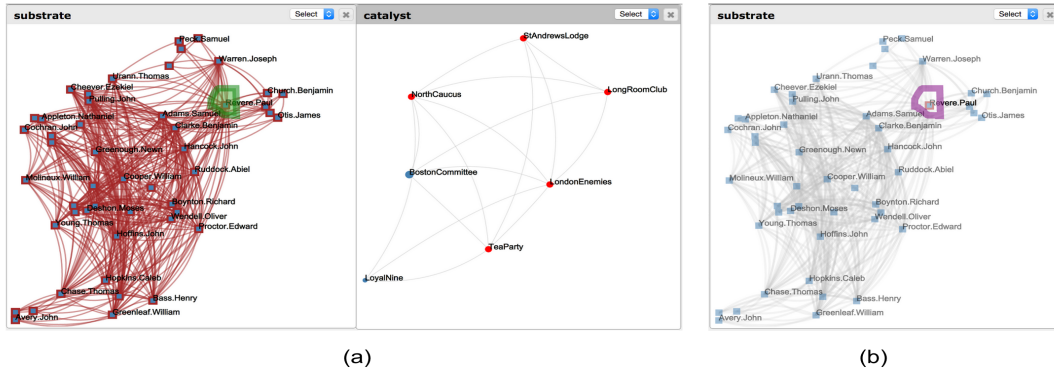 substrate
Select
catalyst
Select
substrate
Select
Peck.Samuel
Warren.Joseph
Urann.Thomas
Cheever.Ezekiel
Church.Benjamin
Pulling.John
Revere.Paul
Appleton.Nathaniel
Adams.Samuel
Otis.James
Cochran.John
Clarke.Benjamin
Greenough.Newn
Hancock.John
Ruddock.Abiel
Molineux.William
Cooper.William
Boynton.Richard
Deshon.Moses
Wendell.Oliver
Young.Thomas
Proctor.Edward
Hoffins.John
Hopkins.Caleb
Chase.Thomas
Bass.Henry
Greenleaf.William
Avery.John
StAndrewsLodge
NorthCaucus
LongRoomClub
BostonCommittee
LondonEnemies
TeaParty
LoyalNine
Peck.Samuel
Warren.Joseph
Urann.Thomas
Cheever.Ezekiel
Church.Benjamin
Pulling.John
Revere.Paul
Appleton.Nathaniel
Adams.Samuel
Otis.James
Cochran.John
Clarke.Benjamin
Greenough.Newn
Hancock.John
Ruddock.Abiel
Molineux.William
Cooper.William
Boynton.Richard
Deshon.Moses
Wendell.Oliver
Young.Thomas
Proctor.Edward
Hoffins.John
Hopkins.Caleb
Chase.Thomas
Bass.Henry
Greenleaf.William
Avery.John
(a)
(b)